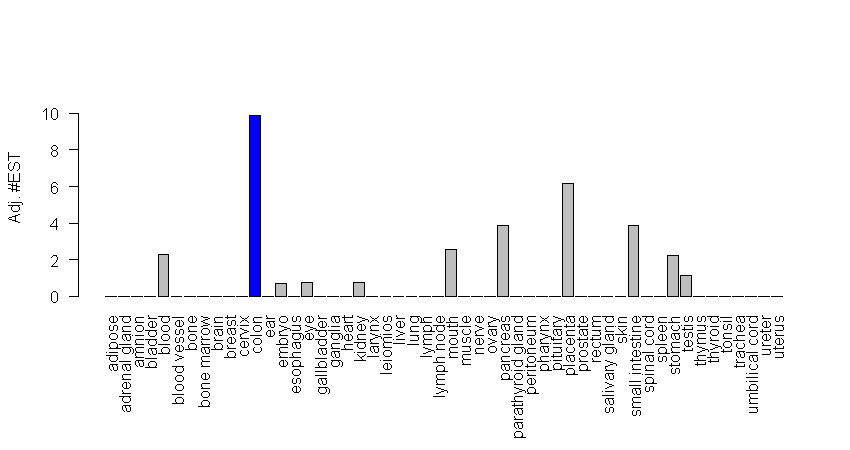 Adj. #EST
10
8
6
4
2
0
adipose
adrenal gland
amnion
bladder
blood
blood vessel
bone
bone marrow
brain
breast
cervix
colon
ear
embryo
esophagus
eye
gallbladder
ganglia
heart
kidney
larynx
leiomios
liver
lung
lymph
lymph node
mouth
muscle
nerve
ovary
pancreas
parathyroid gland
peritoneum
pharynx
pituitary
placenta
prostate
rectum
salivary gland
skin
small intestine
spinal cord
spleen
stomach
testis
thymus
thyroid
tonsil
trachea
umbilical cord
ureter
uterus